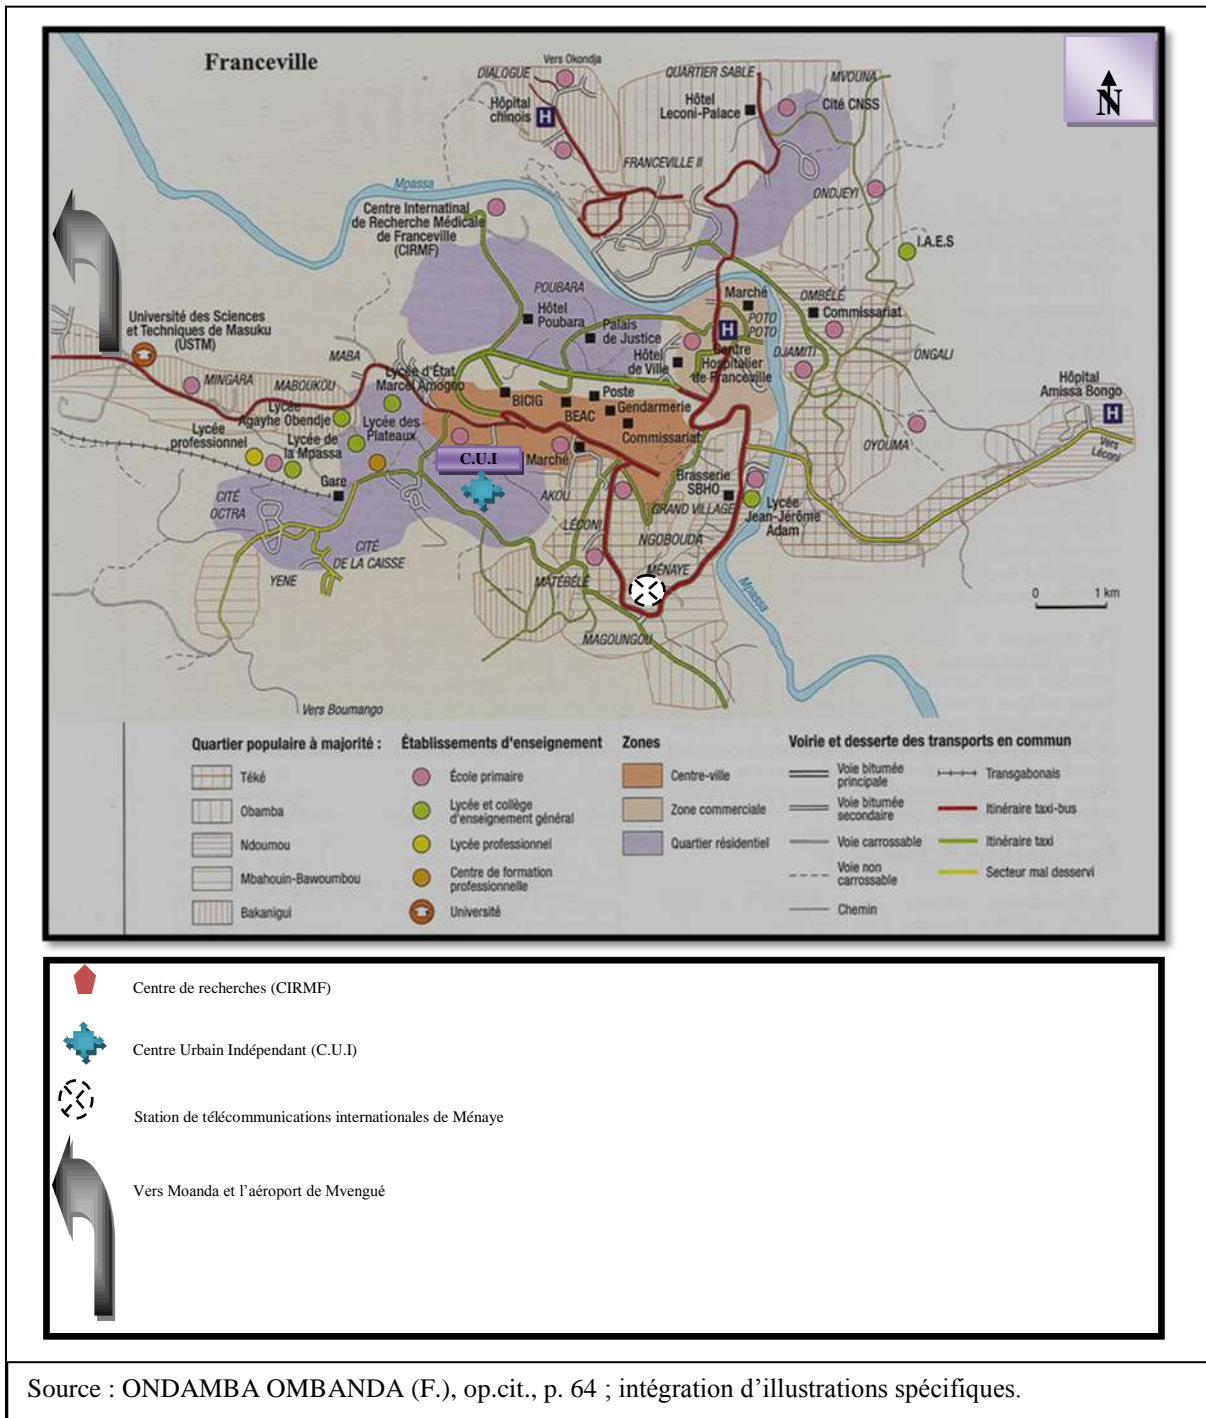 Franceville
N
Vers Okondja
DIALOGUE
Hôpital
chinois
H
QUARTIER SABLE
MVOUNA
Hôtel
Leconi-Palace
Cité CNSS
FRANCEVILLE II
ONDJEYI
Mpassa
Centre Internatinal
de Recherche Médicale
de Franceville
(CIRMF)
I.A.E.S
POUBARA
Hôtel
Poubara
Palais
de Justice
Marché
POTO
POTO
OMBÉLÉ
Commissariat
Université des Sciences
et Techniques de Masuku
(USTM)
MABA
Hôtel
de Ville
H
Centre
Hospitalier
de Franceville
DJAMITI
ONGALI
MINGARA
MABOUKOU
Lycée d'État
Marcel Amogno
BICIG
BEAC
Poste
Gendarmerie
Commissariat
Hôpital
Amissa Bongo
H
Lycée
Agayhe Obendje
Lycée des
Plateaux
Lycée
professionnel
Lycée de
la Mpassa
C.U.I
Marché
OYOUMA
Vers
Léconi
Gare
AKOU
Brasserie
SBHO
CITÉ
OCTRA
LÉCONI
GRAND VILLAGE
Lycée
Jean-Jérôme
Adam
NGOBOUDA
CITÉ
DE LA CAISSE
YENE
MATÉBÉLÉ
MÉNAYE
Mpassa
0 1 km
MAGOUNGOU
Vers Boumango
Quartier populaire à majorité :
Téké
Obamba
Ndoumou
Mbahouin-Bawoumbou
Bakanigui
Établissements d'enseignement
École primaire
Lycée et collège
d'enseignement général
Lycée professionnel
Centre de formation
professionnelle
Université
Zones
Centre-ville
Zone commerciale
Quartier résidentiel
Voirie et desserte des transports en commun
Voie bitumée
principale
Voie bitumée
secondaire
Voie carrossable
Voie non
carrossable
Chemin
Transgabonais
Itinéraire taxi-bus
Itinéraire taxi
Secteur mal desservi
Centre de recherches (CIRMF)
Centre Urbain Indépendant (C.U.I)
Station de télécommunications internationales de Ménaye
Vers Moanda et l’aéroport de Mvengué
Source : ONDAMBA OMBANDA (F.), op.cit., p. 64 ; intégration d’illustrations spécifiques.